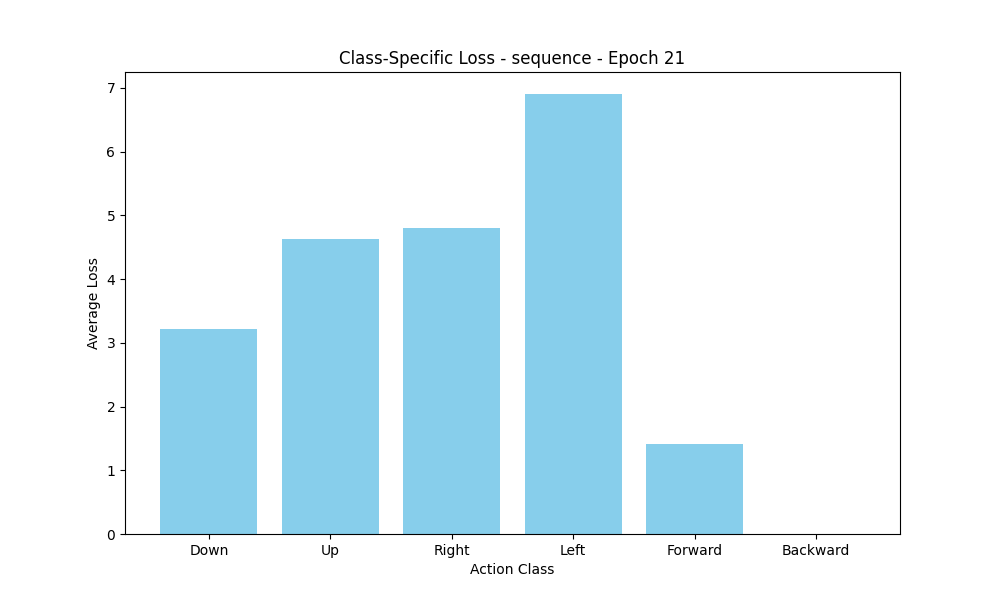 Class-Specific Loss - sequence - Epoch 21
7
6
5
4
3
2
1
0
Average Loss
Down Up Right Left Forward Backward
Action Class